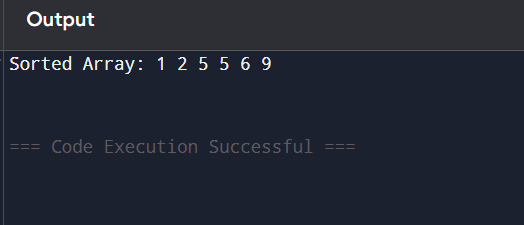 Output
Sorted Array: 1 2 5 5 6 9
=== Code Execution Successful ===